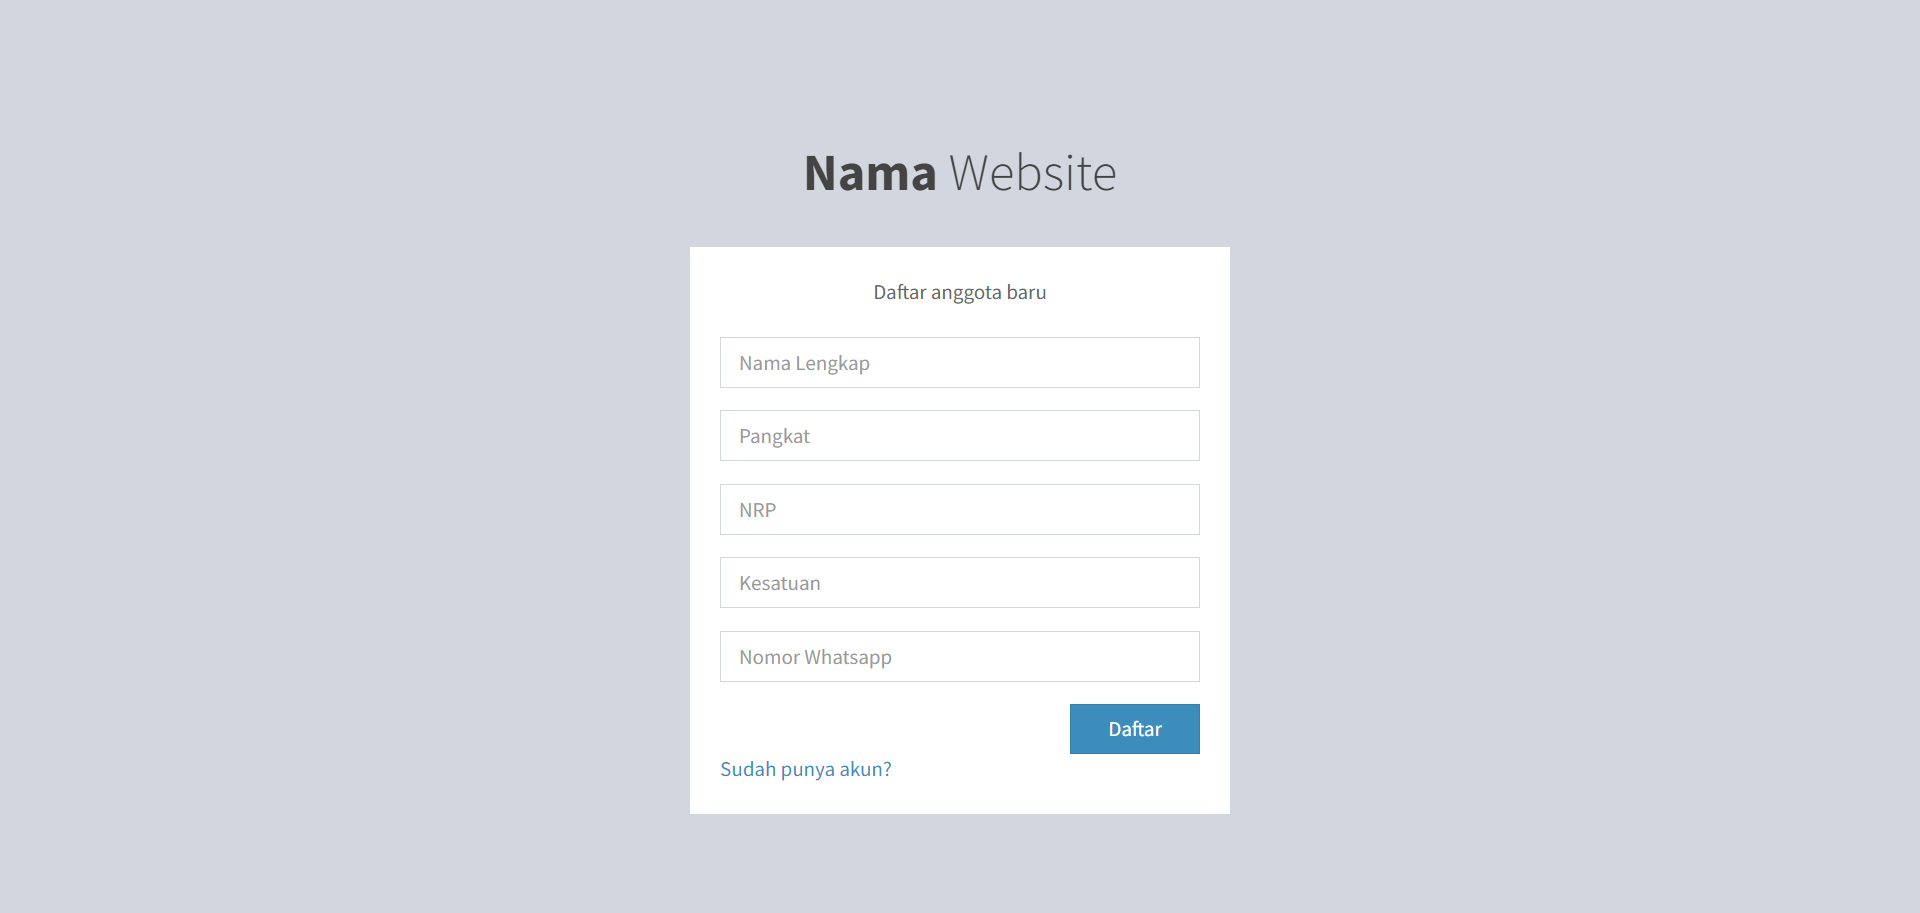 Nama Website
Daftar anggota baru
Nama Lengkap
Pangkat
NRP
Kesatuan
Nomor Whatsapp
Daftar
Sudah punya akun?